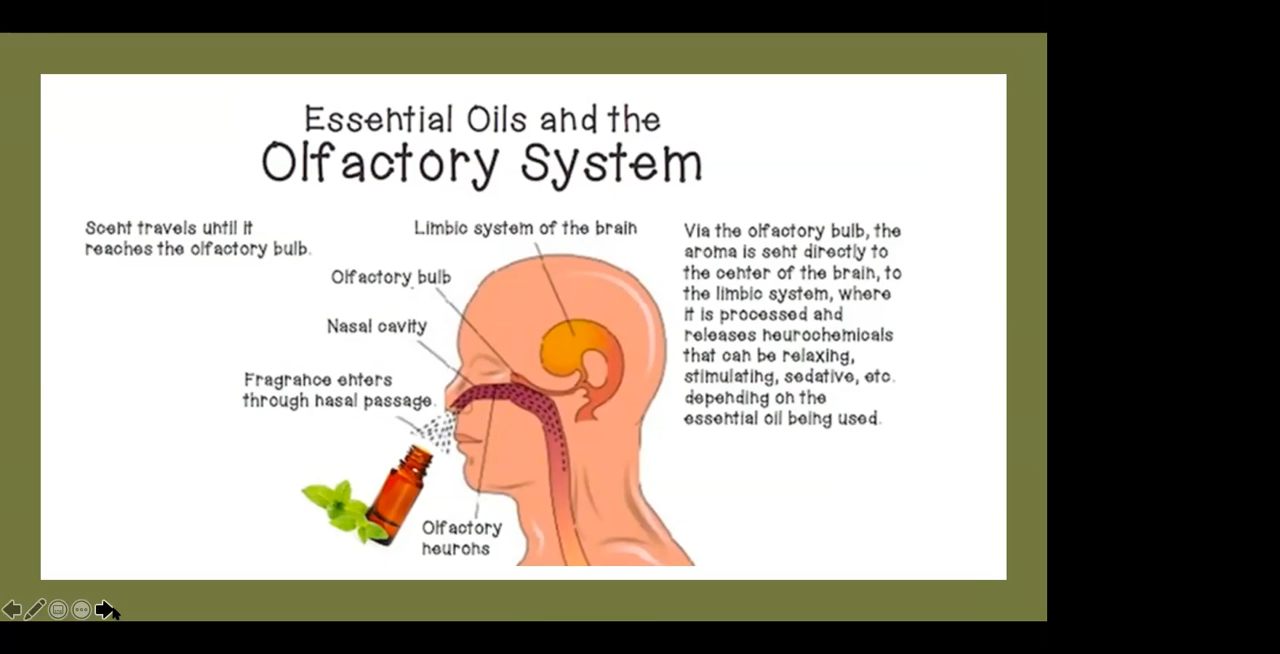 Essential Oils and the
Olfactory System
Scent travels until it
reaches the olfactory bulb.
Limbic system of the brain
Olfactory bulb
Nasal cavity
Fragrance enters
through nasal passage.
Olfactory
neurons
Via the olfactory bulb, the
aroma is sent directly to
the center of the brain, to
the limbic system, where
it is processed and
releases neurochemicals
that can be relaxing,
stimulating, sedative, etc.
depending on the
essential oil being used.